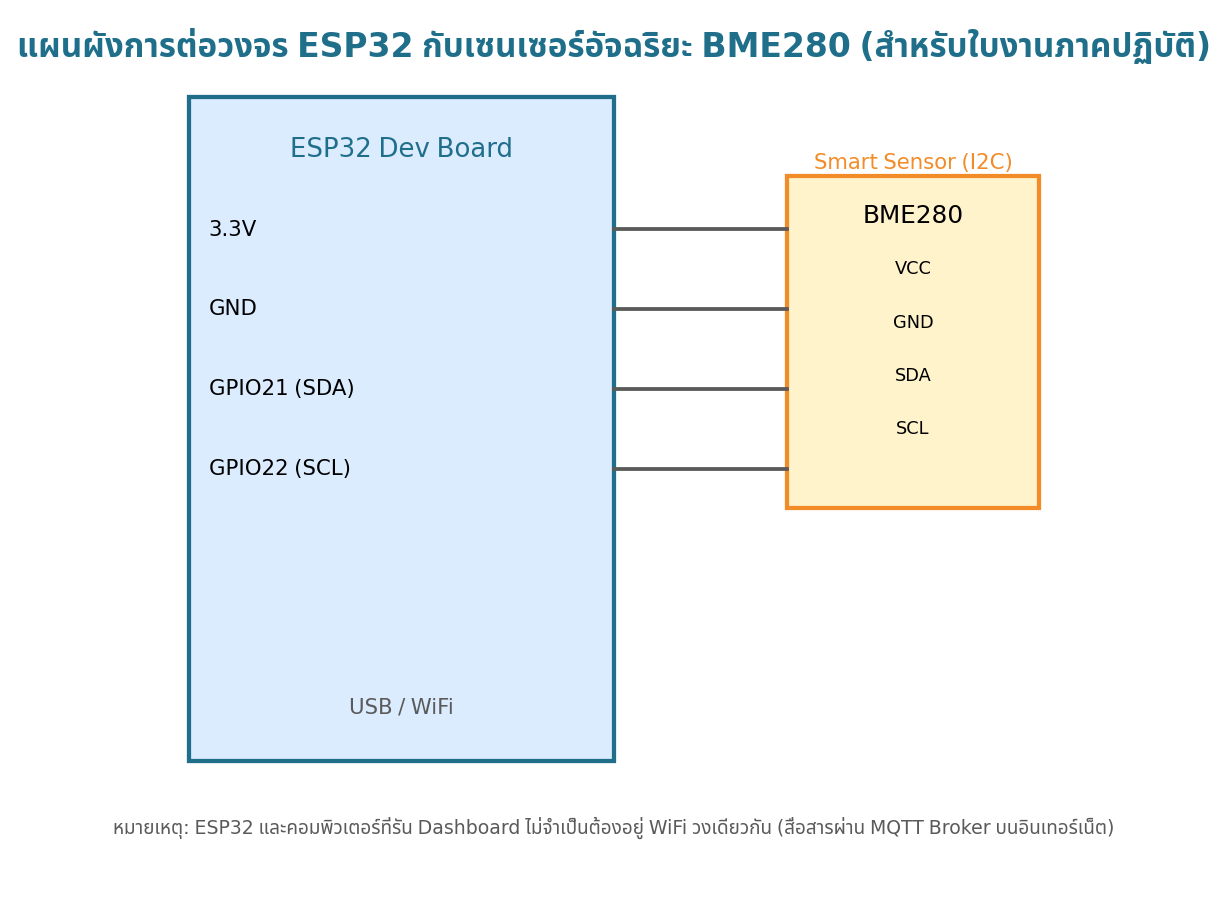 แผนผังการต่อวงจร ESP32 กับเซนเซอร์อัจฉริยะ BME280 (สำหรับใบงานภาคปฏิบัติ)
ESP32 Dev Board
Smart Sensor (I2C)
BME280
3.3V
VCC
GND
GND
GPIO21 (SDA)
SDA
GPIO22 (SCL)
SCL
USB / WiFi
หมายเหตุ: ESP32 และคอมพิวเตอร์ที่รัน Dashboard ไม่จำเป็นต้องอยู่ WiFi วงเดียวกัน (สื่อสารผ่าน MQTT Broker บนอินเทอร์เน็ต)